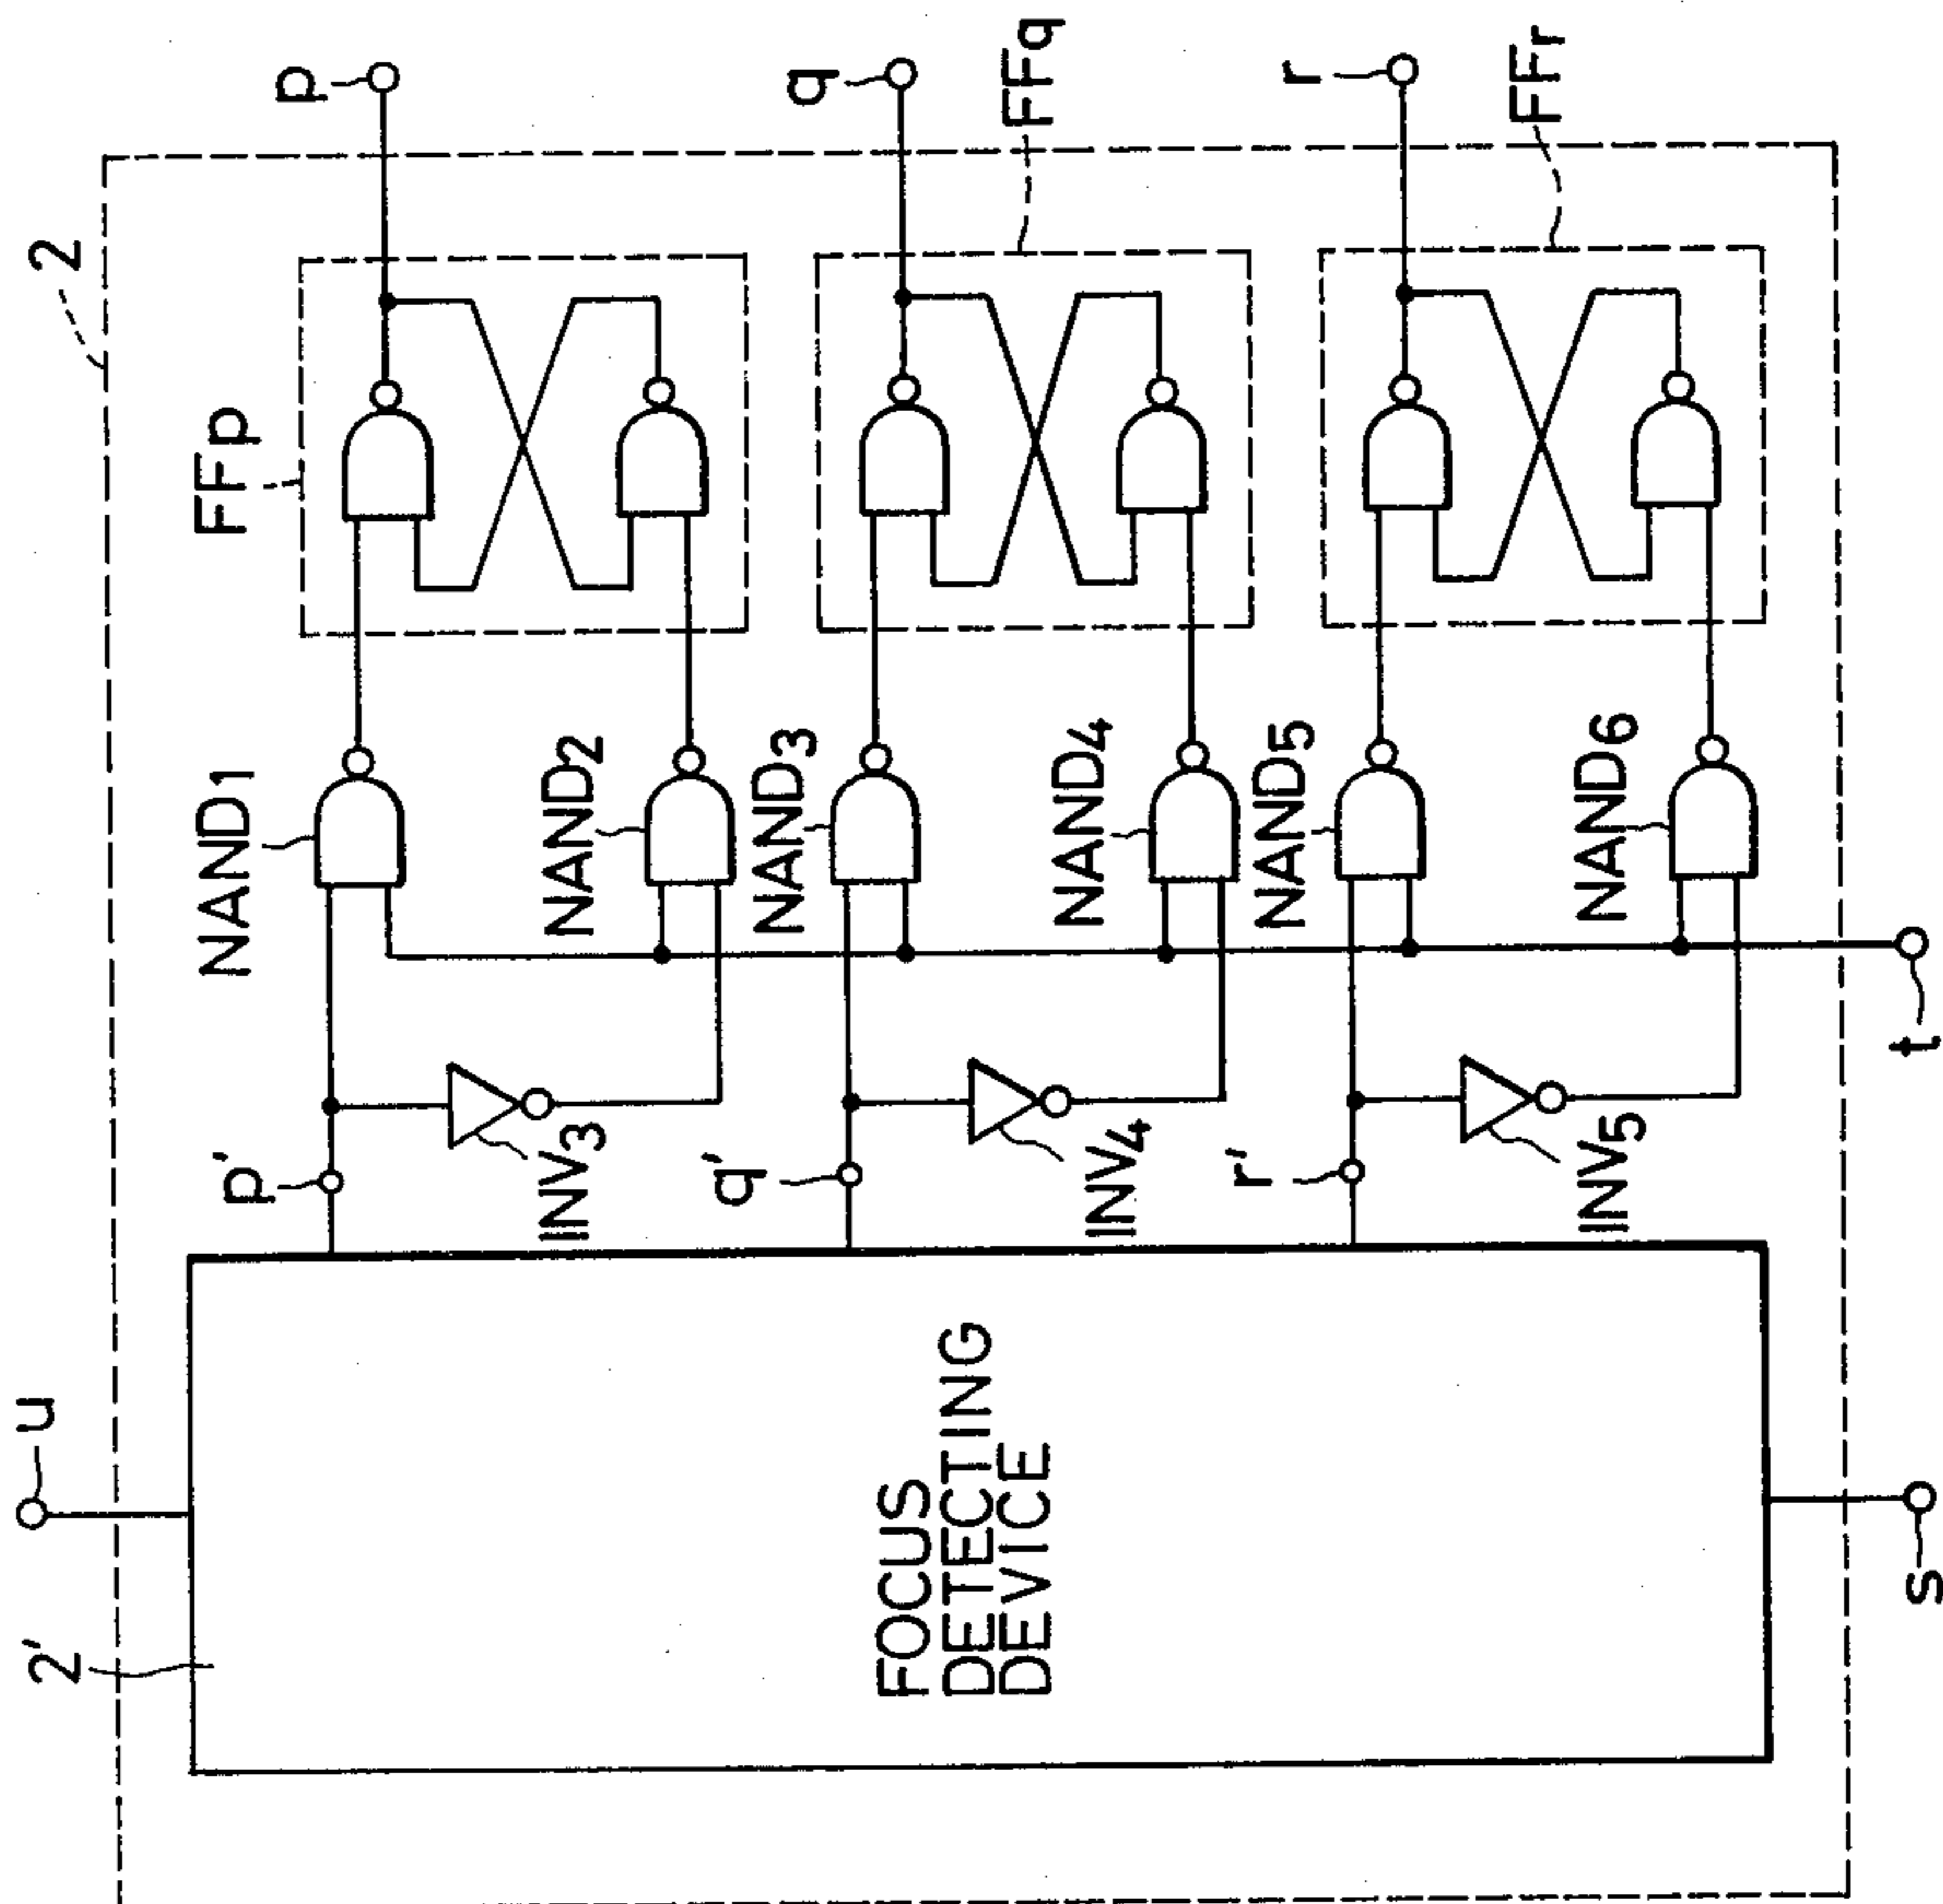 u
2'
2
FOCUS
DETECTING
DEVICE
p'
INV3
NAND1
NAND2
FFp
p
q'
INV4
NAND3
NAND4
FFq
q
r'
INV5
NAND5
NAND6
FFr
r
s
t